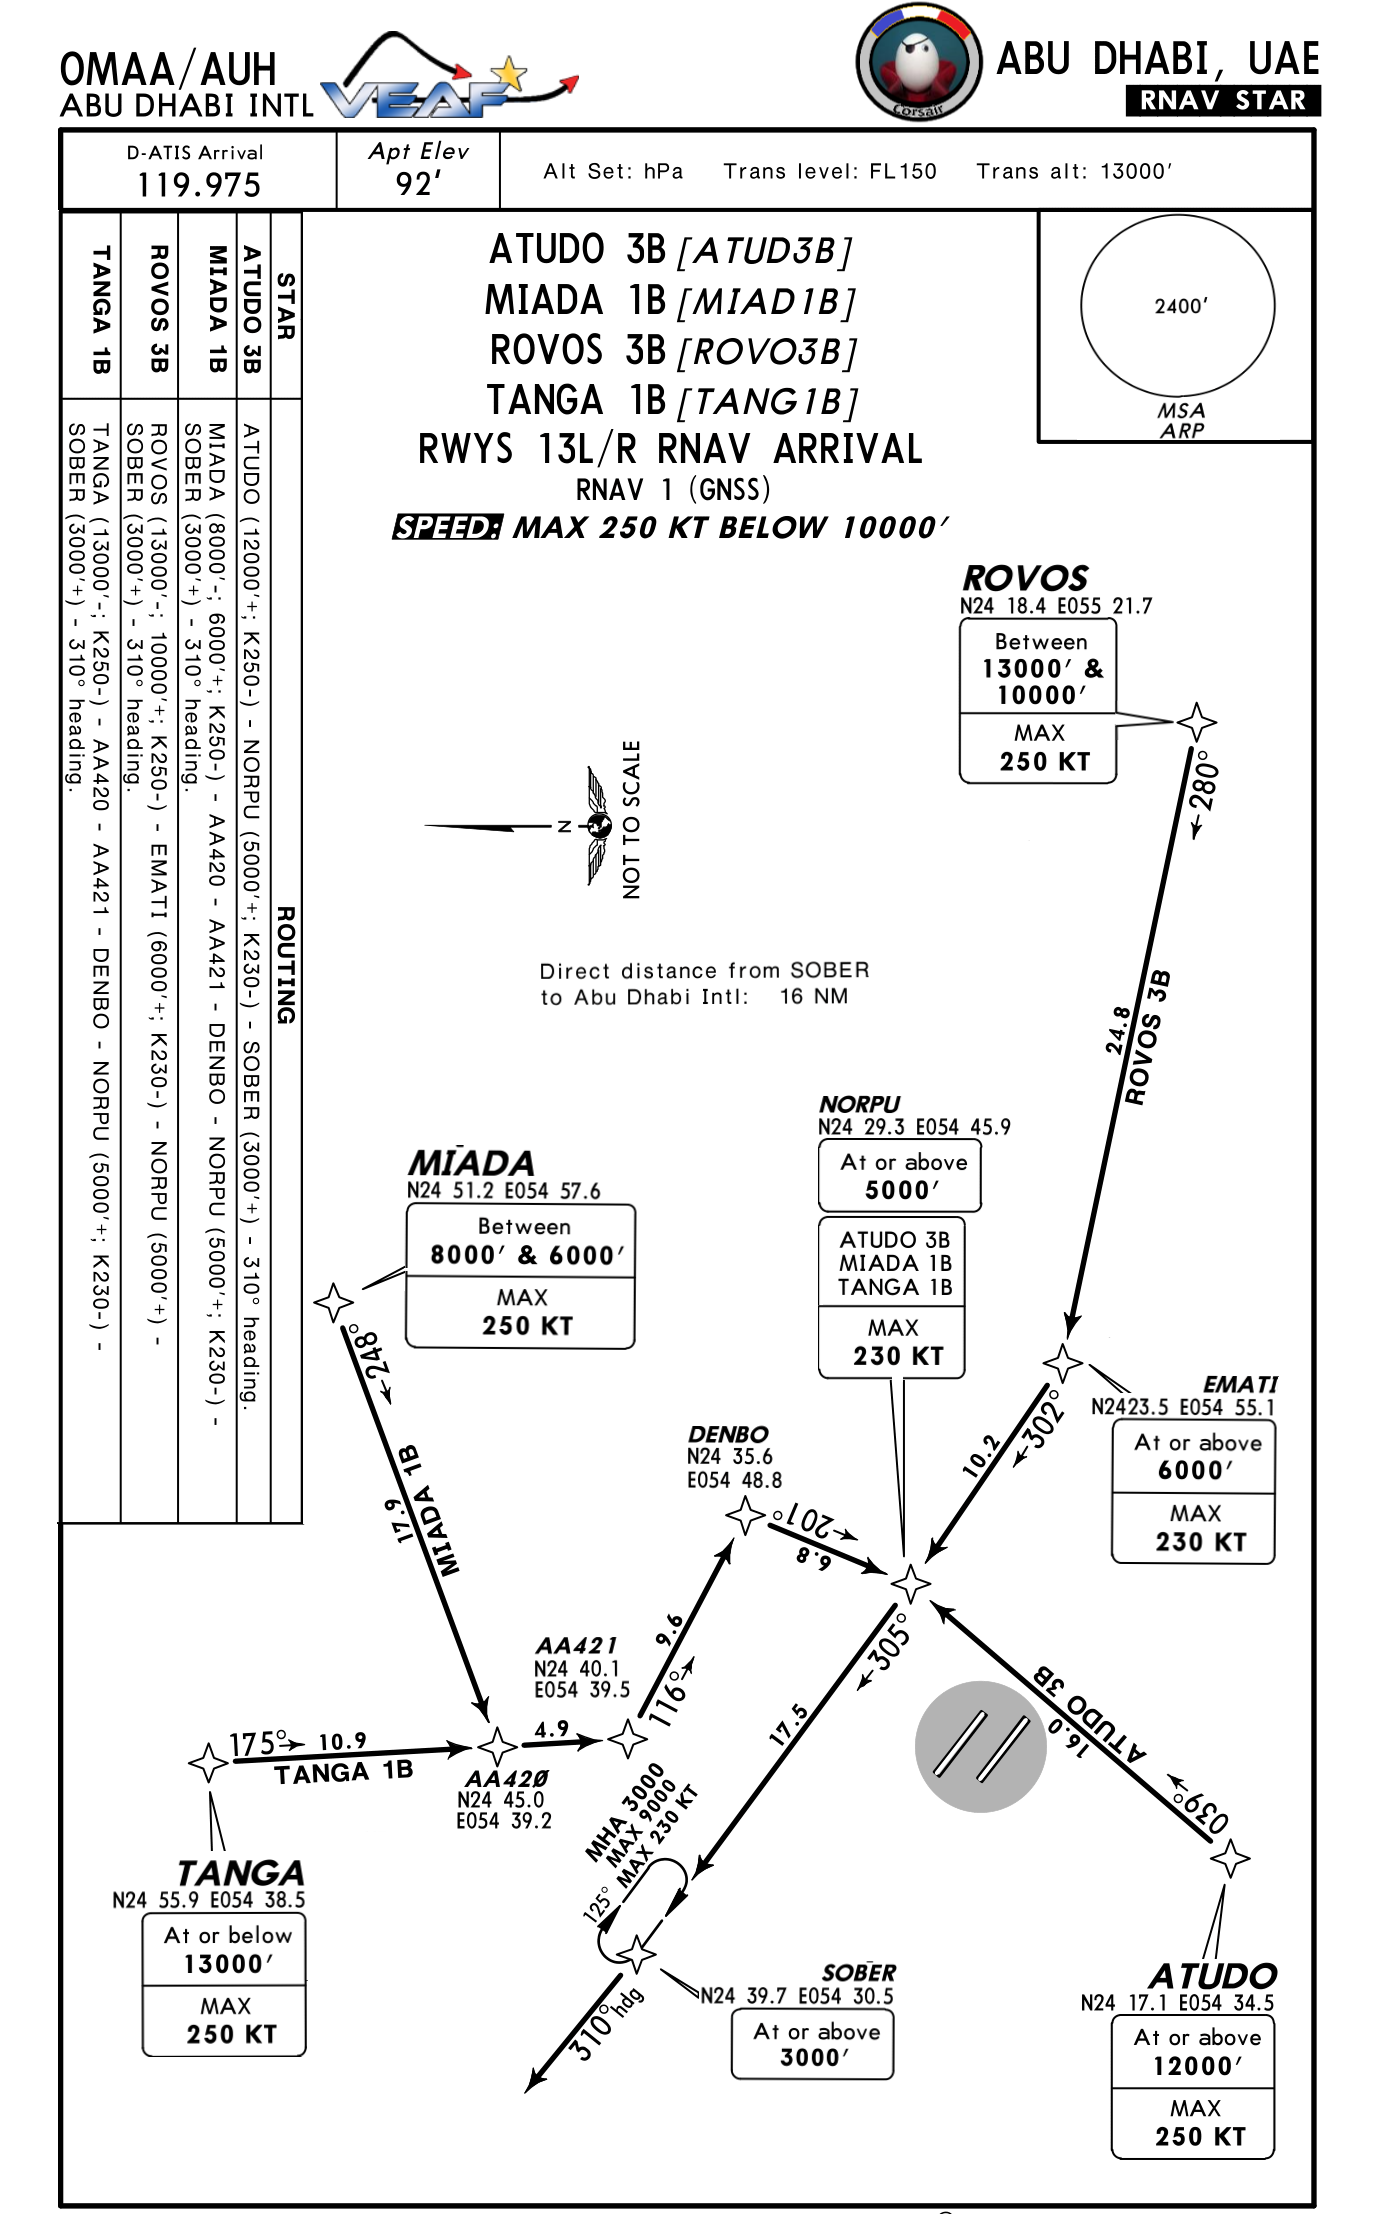 OMAA/AUH
ABU DHABI INTL
VEAF
Corsair
ABU DHABI, UAE
RNAV STAR
D-ATIS Arrival
119.975
Apt Elev
92'
Alt Set: hPa Trans level: FL150 Trans alt: 13000'
STAR
ROUTING
ATUDO 3B
ATUDO (12000'+; K250-) - NORPU (5000'+; K230-) - SOBER (3000'+) - 310° heading.
MIADA 1B
MIADA (8000'-; 6000'+; K250-) - AA420 - AA421 - DENBO - NORPU (5000'+; K230-) -
SOBER (3000'+) - 310° heading.
ROVOS 3B
ROVOS (13000'-; 10000'+; K250-) - EMATI (6000'+; K230-) - NORPU (5000'+) -
SOBER (3000'+) - 310° heading.
TANGA 1B
TANGA (13000'-; K250-) - AA420 - AA421 - DENBO - NORPU (5000'+; K230-) -
SOBER (3000'+) - 310° heading.
ATUDO 3B [ATUD3B]
MIADA 1B [MIAD1B]
ROVOS 3B [ROVO3B]
TANGA 1B [TANG1B]
RWYS 13L/R RNAV ARRIVAL
RNAV 1 (GNSS)
SPEED: MAX 250 KT BELOW 10000'
2400'
MSA
ARP
ROVOS
N24 18.4 E055 21.7
Between
13000' &
10000'
MAX
250 KT
280°
24.8
ROVOS 3B
N
NOT TO SCALE
Direct distance from SOBER
to Abu Dhabi Intl: 16 NM
NORPU
N24 29.3 E054 45.9
At or above
5000'
ATUDO 3B
MIADA 1B
TANGA 1B
MAX
230 KT
MIADA
N24 51.2 E054 57.6
Between
8000' & 6000'
MAX
250 KT
248°
17.9
MIADA 1B
EMATI
N2423.5 E054 55.1
At or above
6000'
MAX
230 KT
302°
10.2
DENBO
N24 35.6
E054 48.8
201°
6.8
305°
17.5
AA421
N24 40.1
E054 39.5
116°
9.6
175°
10.9
TANGA 1B
4.9
AA420
N24 45.0
E054 39.2
ATUDO 3B
16.0
039°
MHA 3000
MAX 9000
MAX 230 KT
125°
TANGA
N24 55.9 E054 38.5
At or below
13000'
MAX
250 KT
310° hdg
SOBER
N24 39.7 E054 30.5
At or above
3000'
ATUDO
N24 17.1 E054 34.5
At or above
12000'
MAX
250 KT